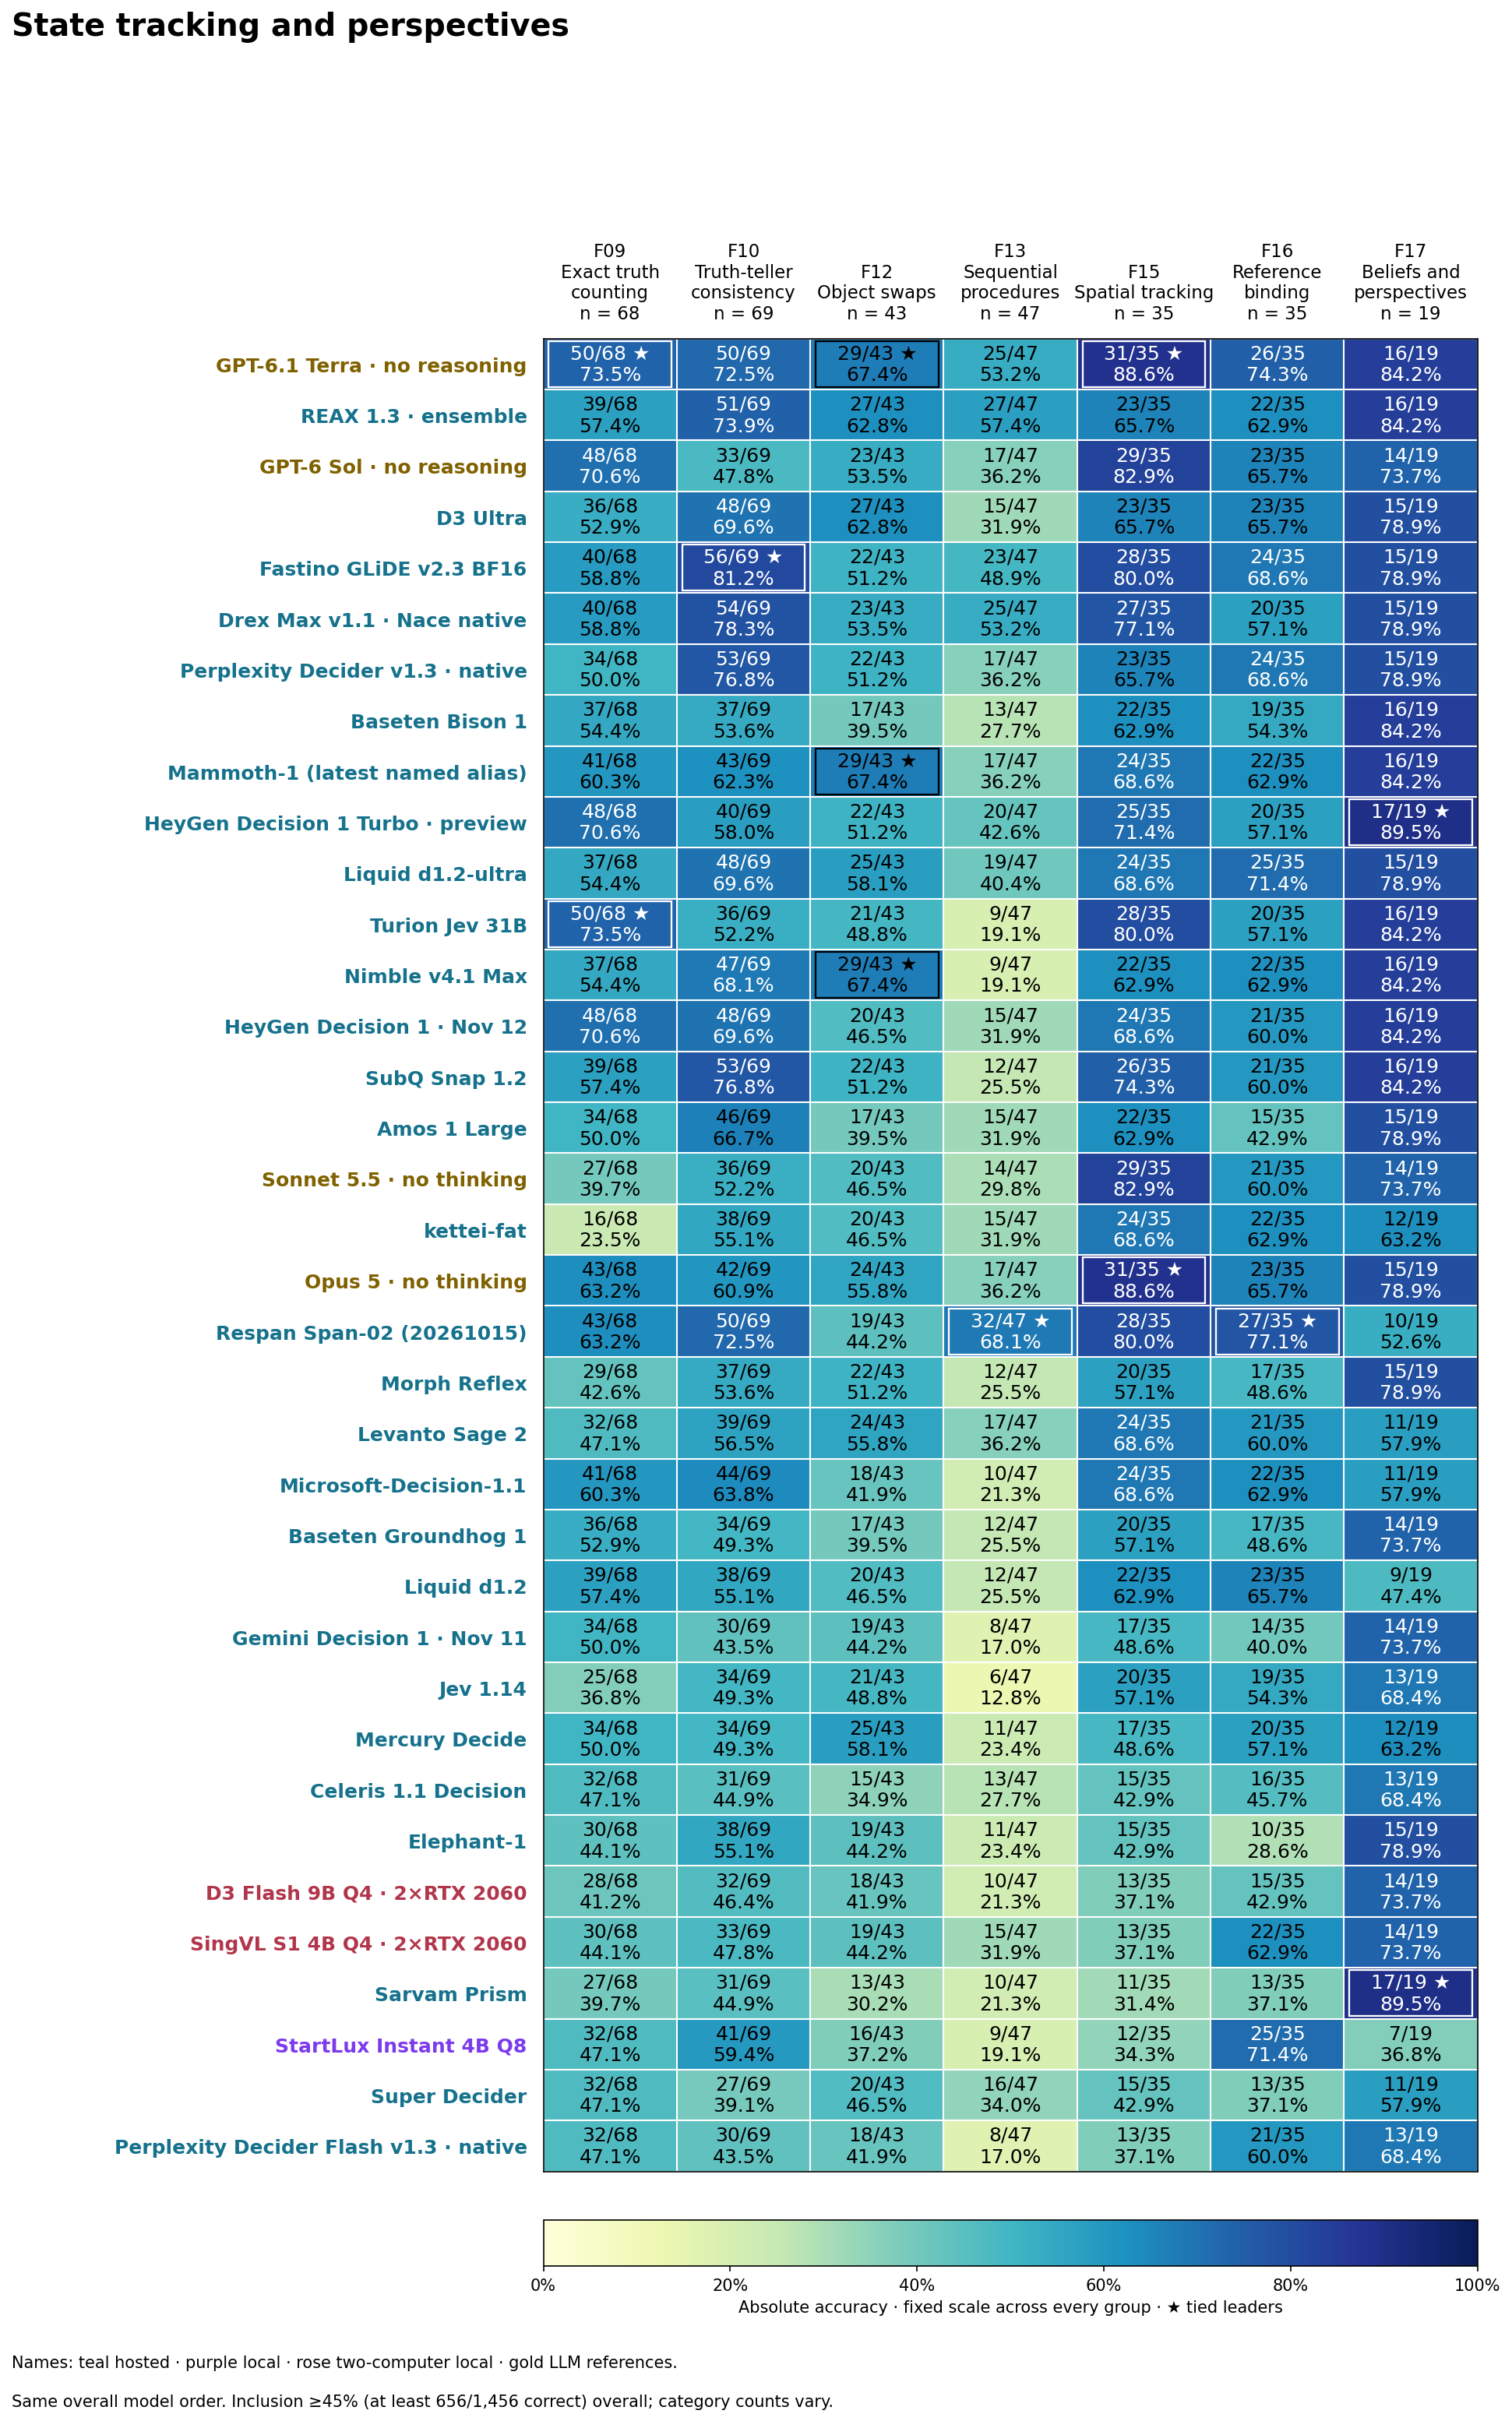 State tracking and perspectives
F09 Exact truth counting n = 68
F10 Truth-teller consistency n = 69
F12 Object swaps n = 43
F13 Sequential procedures n = 47
F15 Spatial tracking n = 35
F16 Reference binding n = 35
F17 Beliefs and perspectives n = 19
GPT-6.1 Terra · no reasoning
50/68 ★ 50/69 29/43 ★ 25/47 31/35 ★ 26/35 16/19
73.5% 72.5% 67.4% 53.2% 88.6% 74.3% 84.2%
REAX 1.3 · ensemble
39/68 51/69 27/43 27/47 23/35 22/35 16/19
57.4% 73.9% 62.8% 57.4% 65.7% 62.9% 84.2%
GPT-6 Sol · no reasoning
48/68 33/69 23/43 17/47 29/35 23/35 14/19
70.6% 47.8% 53.5% 36.2% 82.9% 65.7% 73.7%
D3 Ultra
36/68 48/69 27/43 15/47 23/35 23/35 15/19
52.9% 69.6% 62.8% 31.9% 65.7% 65.7% 78.9%
Fastino GLiDE v2.3 BF16
40/68 56/69 ★ 22/43 23/47 28/35 24/35 15/19
58.8% 81.2% 51.2% 48.9% 80.0% 68.6% 78.9%
Drex Max v1.1 · Nace native
40/68 54/69 23/43 25/47 27/35 20/35 15/19
58.8% 78.3% 53.5% 53.2% 77.1% 57.1% 78.9%
Perplexity Decider v1.3 · native
34/68 53/69 22/43 17/47 23/35 24/35 15/19
50.0% 76.8% 51.2% 36.2% 65.7% 68.6% 78.9%
Baseten Bison 1
37/68 37/69 17/43 13/47 22/35 19/35 16/19
54.4% 53.6% 39.5% 27.7% 62.9% 54.3% 84.2%
Mammoth-1 (latest named alias)
41/68 43/69 29/43 ★ 17/47 24/35 22/35 16/19
60.3% 62.3% 67.4% 36.2% 68.6% 62.9% 84.2%
HeyGen Decision 1 Turbo · preview
48/68 40/69 22/43 20/47 25/35 20/35 17/19 ★
70.6% 58.0% 51.2% 42.6% 71.4% 57.1% 89.5%
Liquid d1.2-ultra
37/68 48/69 25/43 19/47 24/35 25/35 15/19
54.4% 69.6% 58.1% 40.4% 68.6% 71.4% 78.9%
Turion Jev 31B
50/68 ★ 36/69 21/43 9/47 28/35 20/35 16/19
73.5% 52.2% 48.8% 19.1% 80.0% 57.1% 84.2%
Nimble v4.1 Max
37/68 47/69 29/43 ★ 9/47 22/35 22/35 16/19
54.4% 68.1% 67.4% 19.1% 62.9% 62.9% 84.2%
HeyGen Decision 1 · Nov 12
48/68 48/69 20/43 15/47 24/35 21/35 16/19
70.6% 69.6% 46.5% 31.9% 68.6% 60.0% 84.2%
SubQ Snap 1.2
39/68 53/69 22/43 12/47 26/35 21/35 16/19
57.4% 76.8% 51.2% 25.5% 74.3% 60.0% 84.2%
Amos 1 Large
34/68 46/69 17/43 15/47 22/35 15/35 15/19
50.0% 66.7% 39.5% 31.9% 62.9% 42.9% 78.9%
Sonnet 5.5 · no thinking
27/68 36/69 20/43 14/47 29/35 21/35 14/19
39.7% 52.2% 46.5% 29.8% 82.9% 60.0% 73.7%
kettei-fat
16/68 38/69 20/43 15/47 24/35 22/35 12/19
23.5% 55.1% 46.5% 31.9% 68.6% 62.9% 63.2%
Opus 5 · no thinking
43/68 42/69 24/43 17/47 31/35 ★ 23/35 15/19
63.2% 60.9% 55.8% 36.2% 88.6% 65.7% 78.9%
Respan Span-02 (20261015)
43/68 50/69 19/43 32/47 ★ 28/35 27/35 ★ 10/19
63.2% 72.5% 44.2% 68.1% 80.0% 77.1% 52.6%
Morph Reflex
29/68 37/69 22/43 12/47 20/35 17/35 15/19
42.6% 53.6% 51.2% 25.5% 57.1% 48.6% 78.9%
Levanto Sage 2
32/68 39/69 24/43 17/47 24/35 21/35 11/19
47.1% 56.5% 55.8% 36.2% 68.6% 60.0% 57.9%
Microsoft-Decision-1.1
41/68 44/69 18/43 10/47 24/35 22/35 11/19
60.3% 63.8% 41.9% 21.3% 68.6% 62.9% 57.9%
Baseten Groundhog 1
36/68 34/69 17/43 12/47 20/35 17/35 14/19
52.9% 49.3% 39.5% 25.5% 57.1% 48.6% 73.7%
Liquid d1.2
39/68 38/69 20/43 12/47 22/35 23/35 9/19
57.4% 55.1% 46.5% 25.5% 62.9% 65.7% 47.4%
Gemini Decision 1 · Nov 11
34/68 30/69 19/43 8/47 17/35 14/35 14/19
50.0% 43.5% 44.2% 17.0% 48.6% 40.0% 73.7%
Jev 1.14
25/68 34/69 21/43 6/47 20/35 19/35 13/19
36.8% 49.3% 48.8% 12.8% 57.1% 54.3% 68.4%
Mercury Decide
34/68 34/69 25/43 11/47 17/35 20/35 12/19
50.0% 49.3% 58.1% 23.4% 48.6% 57.1% 63.2%
Celeris 1.1 Decision
32/68 31/69 15/43 13/47 15/35 16/35 13/19
47.1% 44.9% 34.9% 27.7% 42.9% 45.7% 68.4%
Elephant-1
30/68 38/69 19/43 11/47 15/35 10/35 15/19
44.1% 55.1% 44.2% 23.4% 42.9% 28.6% 78.9%
D3 Flash 9B Q4 · 2×RTX 2060
28/68 32/69 18/43 10/47 13/35 15/35 14/19
41.2% 46.4% 41.9% 21.3% 37.1% 42.9% 73.7%
SingVL S1 4B Q4 · 2×RTX 2060
30/68 33/69 19/43 15/47 13/35 22/35 14/19
44.1% 47.8% 44.2% 31.9% 37.1% 62.9% 73.7%
Sarvam Prism
27/68 31/69 13/43 10/47 11/35 13/35 17/19 ★
39.7% 44.9% 30.2% 21.3% 31.4% 37.1% 89.5%
StartLux Instant 4B Q8
32/68 41/69 16/43 9/47 12/35 25/35 7/19
47.1% 59.4% 37.2% 19.1% 34.3% 71.4% 36.8%
Super Decider
32/68 27/69 20/43 16/47 15/35 13/35 11/19
47.1% 39.1% 46.5% 34.0% 42.9% 37.1% 57.9%
Perplexity Decider Flash v1.3 · native
32/68 30/69 18/43 8/47 13/35 21/35 13/19
47.1% 43.5% 41.9% 17.0% 37.1% 60.0% 68.4%
0% 20% 40% 60% 80% 100%
Absolute accuracy · fixed scale across every group · ★ tied leaders
Names: teal hosted · purple local · rose two-computer local · gold LLM references.
Same overall model order. Inclusion ≥45% (at least 656/1,456 correct) overall; category counts vary.